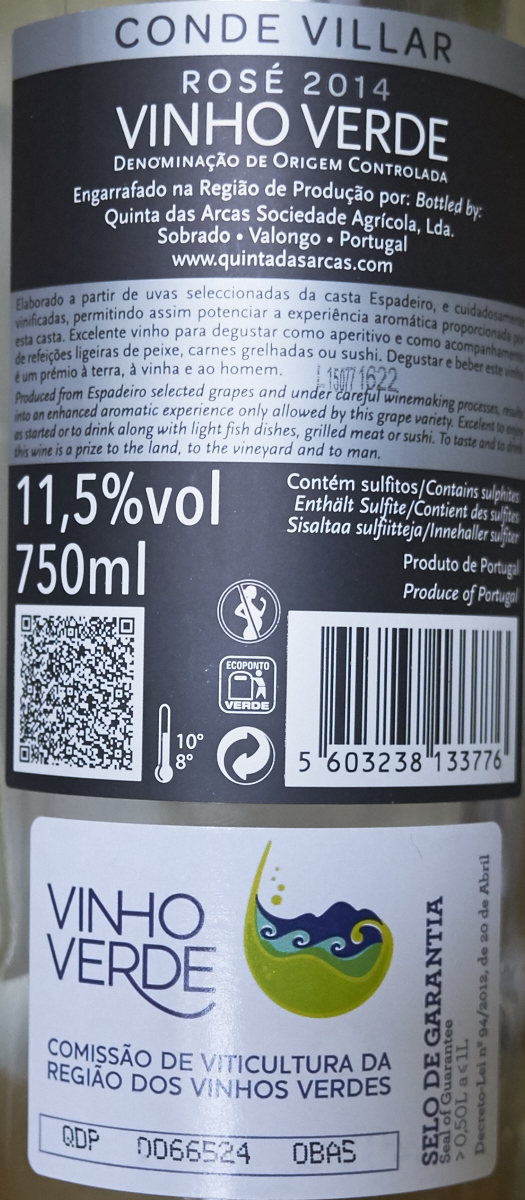 CONDE VILLAR
ROSÉ 2014
VINHO VERDE
DENOMINAÇÃO DE ORIGEM CONTROLADA
Engarrafado na Região de Produção por: Bottled by:
Quinta das Arcas Sociedade Agrícola, Lda.
Sobrado • Valongo • Portugal
www.quintadasarcas.com
Elaborado a partir de uvas seleccionadas da casta Espadeiro, e
vinificadas, permitindo assim potenciar a experiência aromática proporcionada
esta casta. Excelente vinho para degustar como aperitivo e como
de refeições ligeiras de peixe, carnes grelhadas ou sushi. Degustar e beber este
é um prémio à terra, à vinha e ao homem.
Produced from Espadeiro selected grapes and under careful winemaking processes,
into an enhanced aromatic experience only allowed by this grape variety. Excelent to
as started or to drink along with light fish dishes, grilled meat or sushi. To taste and to
this wine is a prize to the land, to the vineyard and to man.
11,5%vol
750ml
Contém sulfitos/Contains sulphites
Enthält Sulfite/Contient des sulfites
Sisaltaa sulfiitteja/Innehaller sulfiter
Produto de Portugal
Produce of Portugal
ECOPONTO
VERDE
10°
8°
5 603238 133776
VINHO
VERDE
COMISSÃO DE VITICULTURA DA
REGIÃO DOS VINHOS VERDES
QDP 0066524 OBAS
SELO DE GARANTIA
Seal of Guarantee
> 0,50L a ≤ 1L
Decreto-Lei nº 94/2012, de 20 de Abril